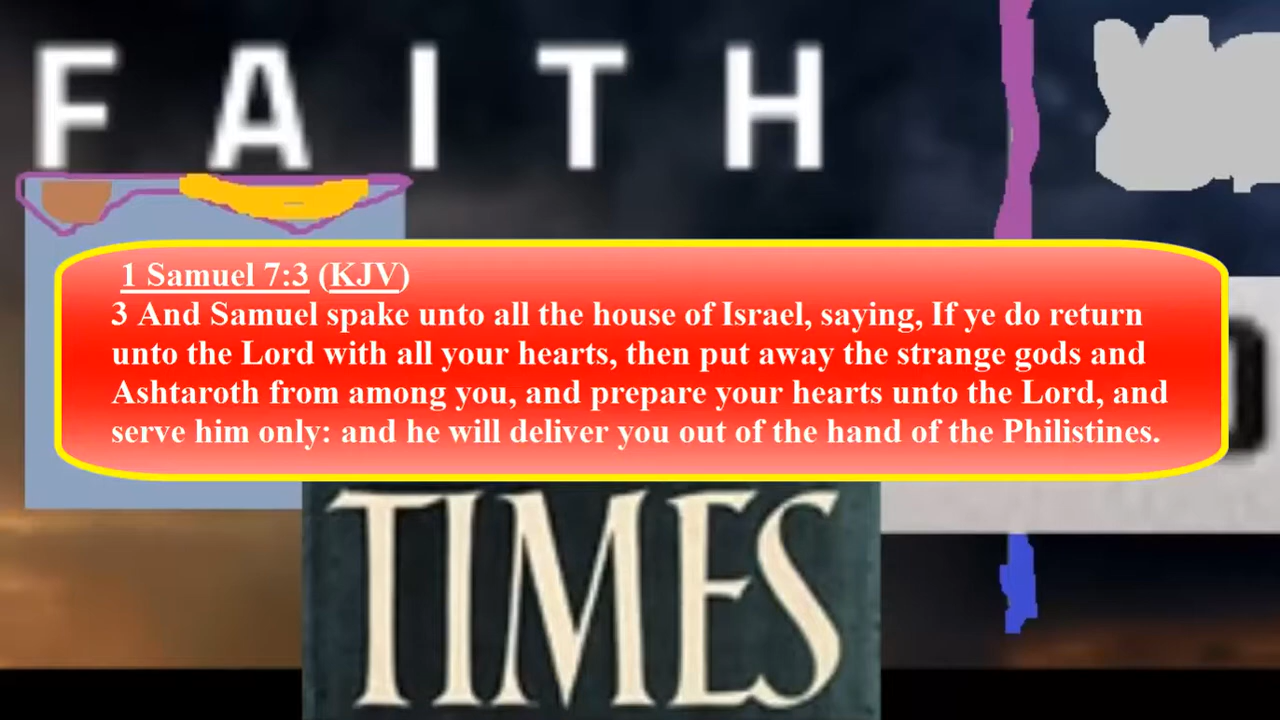 FAITH
1 Samuel 7:3 (KJV)
3 And Samuel spake unto all the house of Israel, saying, If ye do return
unto the Lord with all your hearts, then put away the strange gods and
Ashtaroth from among you, and prepare your hearts unto the Lord, and
serve him only: and he will deliver you out of the hand of the Philistines.
TIMES